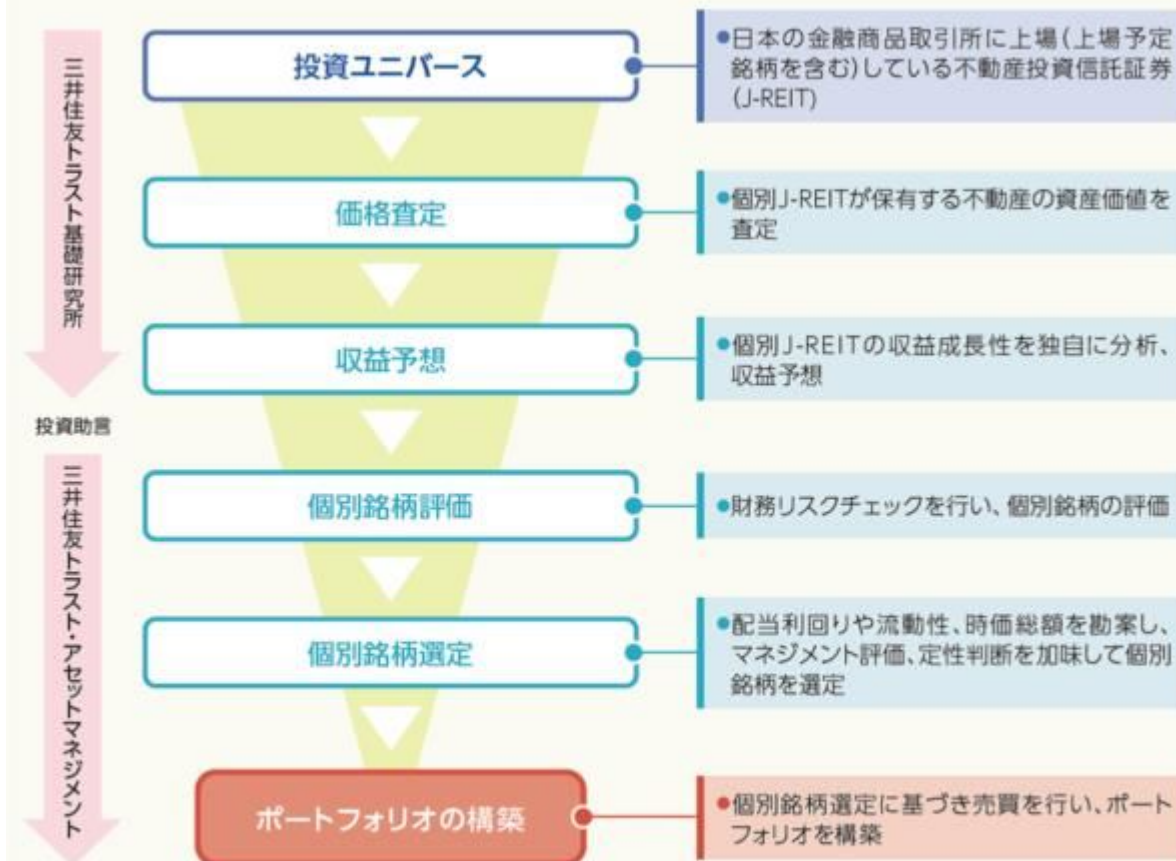 三井住友トラスト基礎研究所
投資助言
三井住友トラスト・アセットマネジメント
投資ユニバース
●日本の金融商品取引所に上場(上場予定
銘柄を含む)している不動産投資信託証券
(J-REIT)
価格査定
●個別J-REITが保有する不動産の資産価値を
査定
収益予想
●個別J-REITの収益成長性を独自に分析、
収益予想
個別銘柄評価
●財務リスクチェックを行い、個別銘柄の評価
個別銘柄選定
●配当利回りや流動性、時価総額を勘案し、
マネジメント評価、定性判断を加味して個別
銘柄を選定
ポートフォリオの構築
●個別銘柄選定に基づき売買を行い、ポート
フォリオを構築